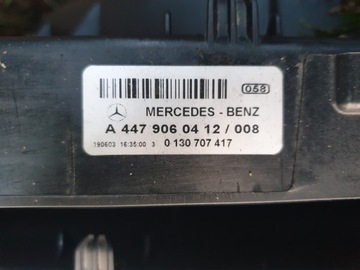 058
MERCEDES - BENZ
A 447 906 04 12 / 008
190603 16:35:00 3 0 130 707 417